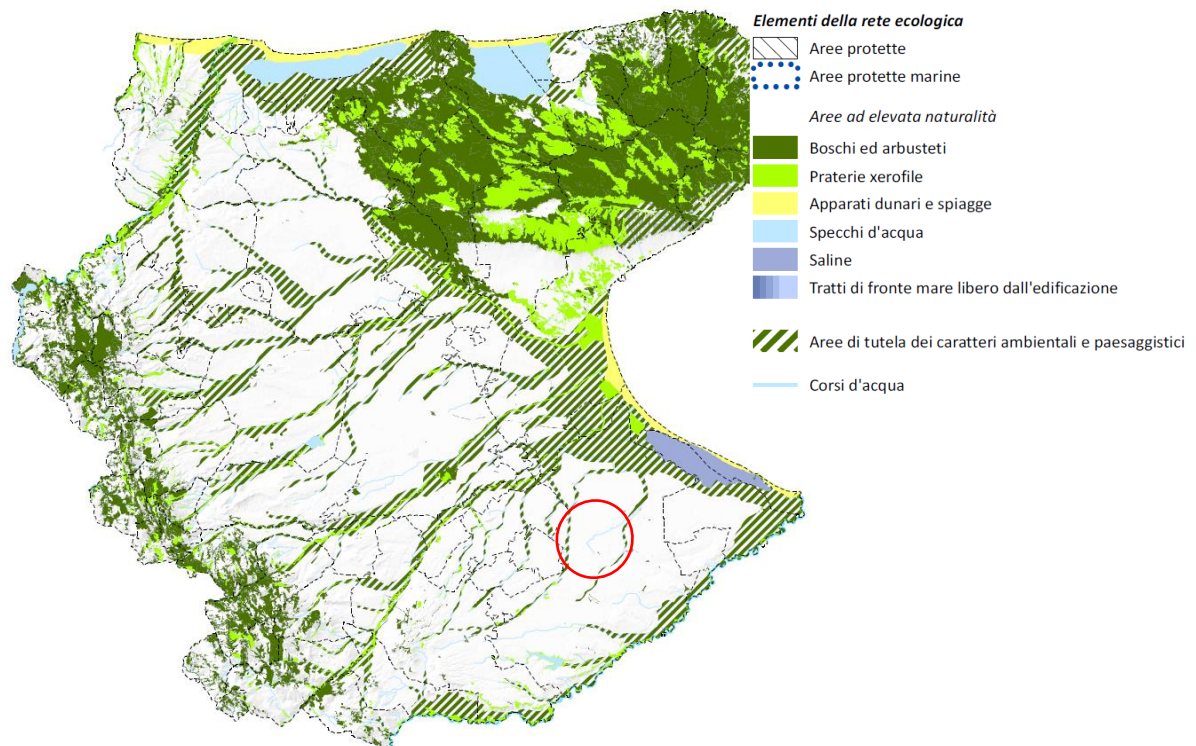 Elementi della rete ecologica
Aree protette
Aree protette marine
Aree ad elevata naturalità
Boschi ed arbusteti
Praterie xerofile
Apparati dunari e spiagge
Specchi d'acqua
Saline
Tratti di fronte mare libero dall'edificazione
Aree di tutela dei caratteri ambientali e paesaggistici
Corsi d'acqua